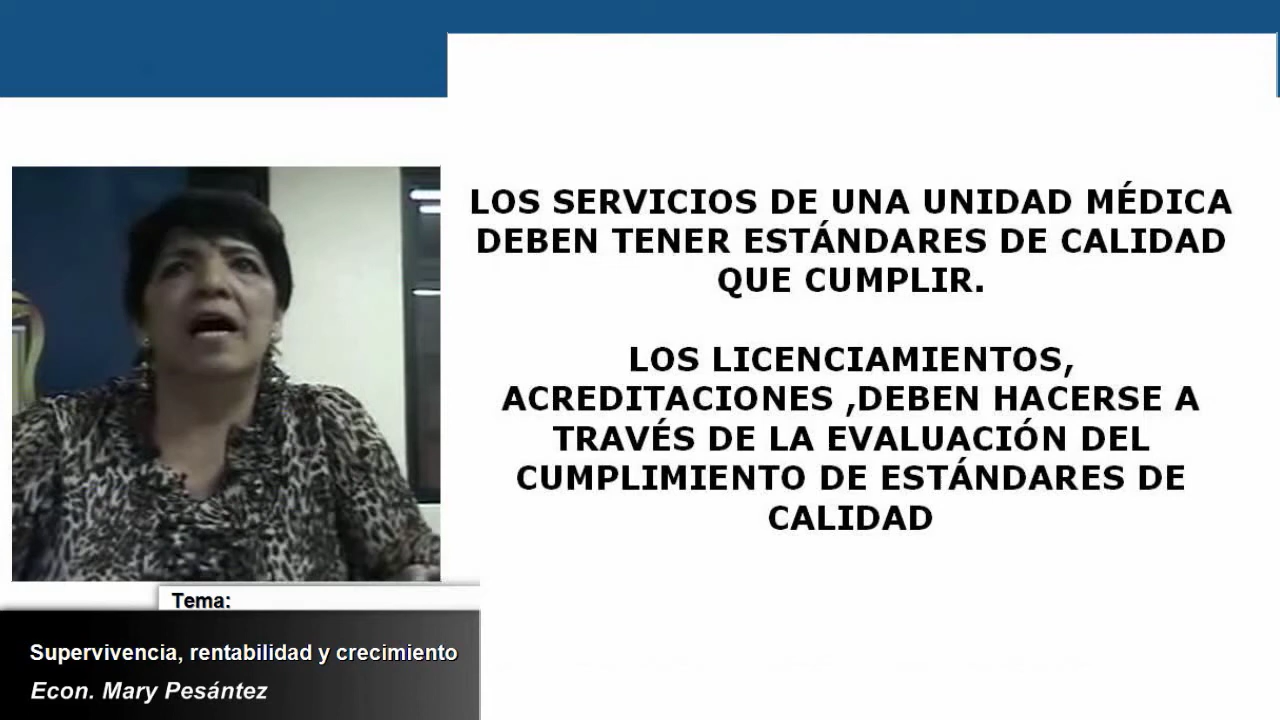 LOS SERVICIOS DE UNA UNIDAD MÉDICA
DEBEN TENER ESTÁNDARES DE CALIDAD
QUE CUMPLIR.
LOS LICENCIAMIENTOS,
ACREDITACIONES ,DEBEN HACERSE A
TRAVÉS DE LA EVALUACIÓN DEL
CUMPLIMIENTO DE ESTÁNDARES DE
CALIDAD
Tema:
Supervivencia, rentabilidad y crecimiento
Econ. Mary Pesántez